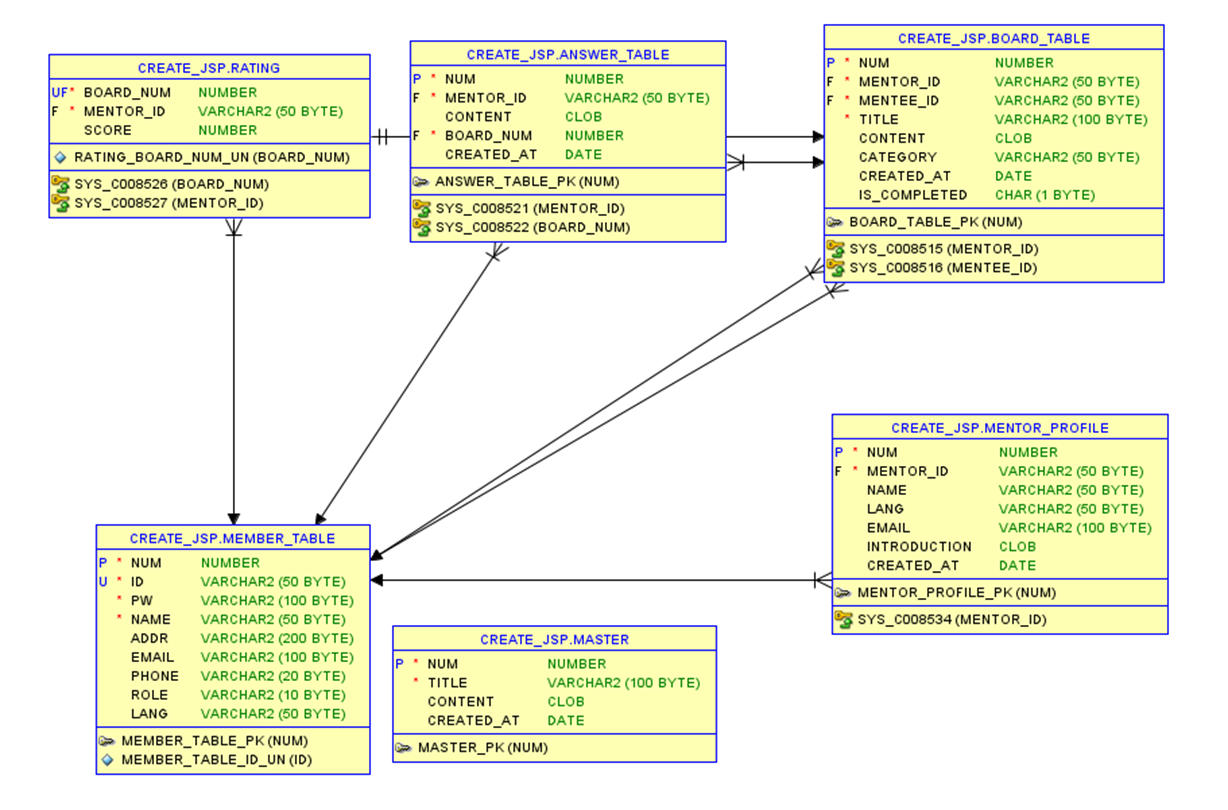 CREATE_JSP.RATING
UF* BOARD_NUM NUMBER
F * MENTOR_ID VARCHAR2 (50 BYTE)
SCORE NUMBER
RATING_BOARD_NUM_UN (BOARD_NUM)
SYS_C008526 (BOARD_NUM)
SYS_C008527 (MENTOR_ID)
CREATE_JSP.ANSWER_TABLE
P * NUM NUMBER
F * MENTOR_ID VARCHAR2 (50 BYTE)
CONTENT CLOB
F * BOARD_NUM NUMBER
CREATED_AT DATE
ANSWER_TABLE_PK (NUM)
SYS_C008521 (MENTOR_ID)
SYS_C008522 (BOARD_NUM)
CREATE_JSP.BOARD_TABLE
P * NUM NUMBER
F * MENTOR_ID VARCHAR2 (50 BYTE)
F * MENTEE_ID VARCHAR2 (50 BYTE)
* TITLE VARCHAR2 (100 BYTE)
CONTENT CLOB
CATEGORY VARCHAR2 (50 BYTE)
CREATED_AT DATE
IS_COMPLETED CHAR (1 BYTE)
BOARD_TABLE_PK (NUM)
SYS_C008515 (MENTOR_ID)
SYS_C008516 (MENTEE_ID)
CREATE_JSP.MENTOR_PROFILE
P * NUM NUMBER
F * MENTOR_ID VARCHAR2 (50 BYTE)
NAME VARCHAR2 (50 BYTE)
LANG VARCHAR2 (50 BYTE)
EMAIL VARCHAR2 (100 BYTE)
INTRODUCTION CLOB
CREATED_AT DATE
MENTOR_PROFILE_PK (NUM)
SYS_C008534 (MENTOR_ID)
CREATE_JSP.MEMBER_TABLE
P * NUM NUMBER
U * ID VARCHAR2 (50 BYTE)
* PW VARCHAR2 (100 BYTE)
* NAME VARCHAR2 (50 BYTE)
ADDR VARCHAR2 (200 BYTE)
EMAIL VARCHAR2 (100 BYTE)
PHONE VARCHAR2 (20 BYTE)
ROLE VARCHAR2 (10 BYTE)
LANG VARCHAR2 (50 BYTE)
MEMBER_TABLE_PK (NUM)
MEMBER_TABLE_ID_UN (ID)
CREATE_JSP.MASTER
P * NUM NUMBER
* TITLE VARCHAR2 (100 BYTE)
CONTENT CLOB
CREATED_AT DATE
MASTER_PK (NUM)